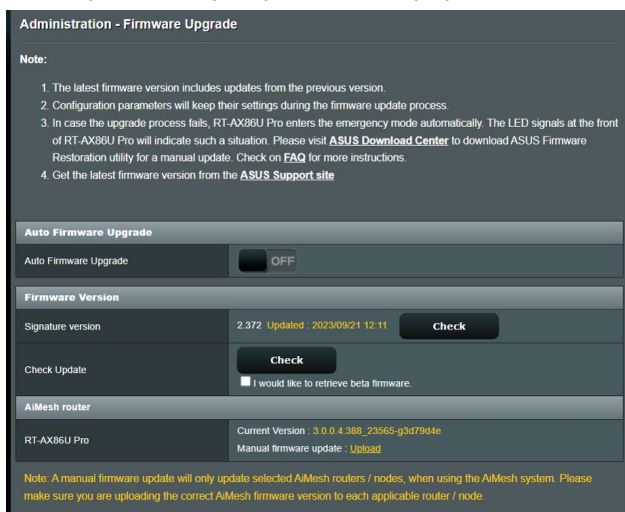 Administration - Firmware Upgrade
Note:
1. The latest firmware version includes updates from the previous version.
2. Configuration parameters will keep their settings during the firmware update process.
3. In case the upgrade process fails, RT-AX86U Pro enters the emergency mode automatically. The LED signals at the front
of RT-AX86U Pro will indicate such a situation. Please visit ASUS Download Center to download ASUS Firmware
Restoration utility for a manual update. Check on FAQ for more instructions.
4. Get the latest firmware version from the ASUS Support site
Auto Firmware Upgrade
Auto Firmware Upgrade OFF
Firmware Version
Signature version 2.372 Updated : 2023/09/21 12:11 Check
Check Update Check
I would like to retrieve beta firmware.
AiMesh router
RT-AX86U Pro Current Version : 3.0.0.4.388_23565-g3d79d4e
Manual firmware update : Upload
Note: A manual firmware update will only update selected AiMesh routers / nodes, when using the AiMesh system. Please
make sure you are uploading the correct AiMesh firmware version to each applicable router / node.